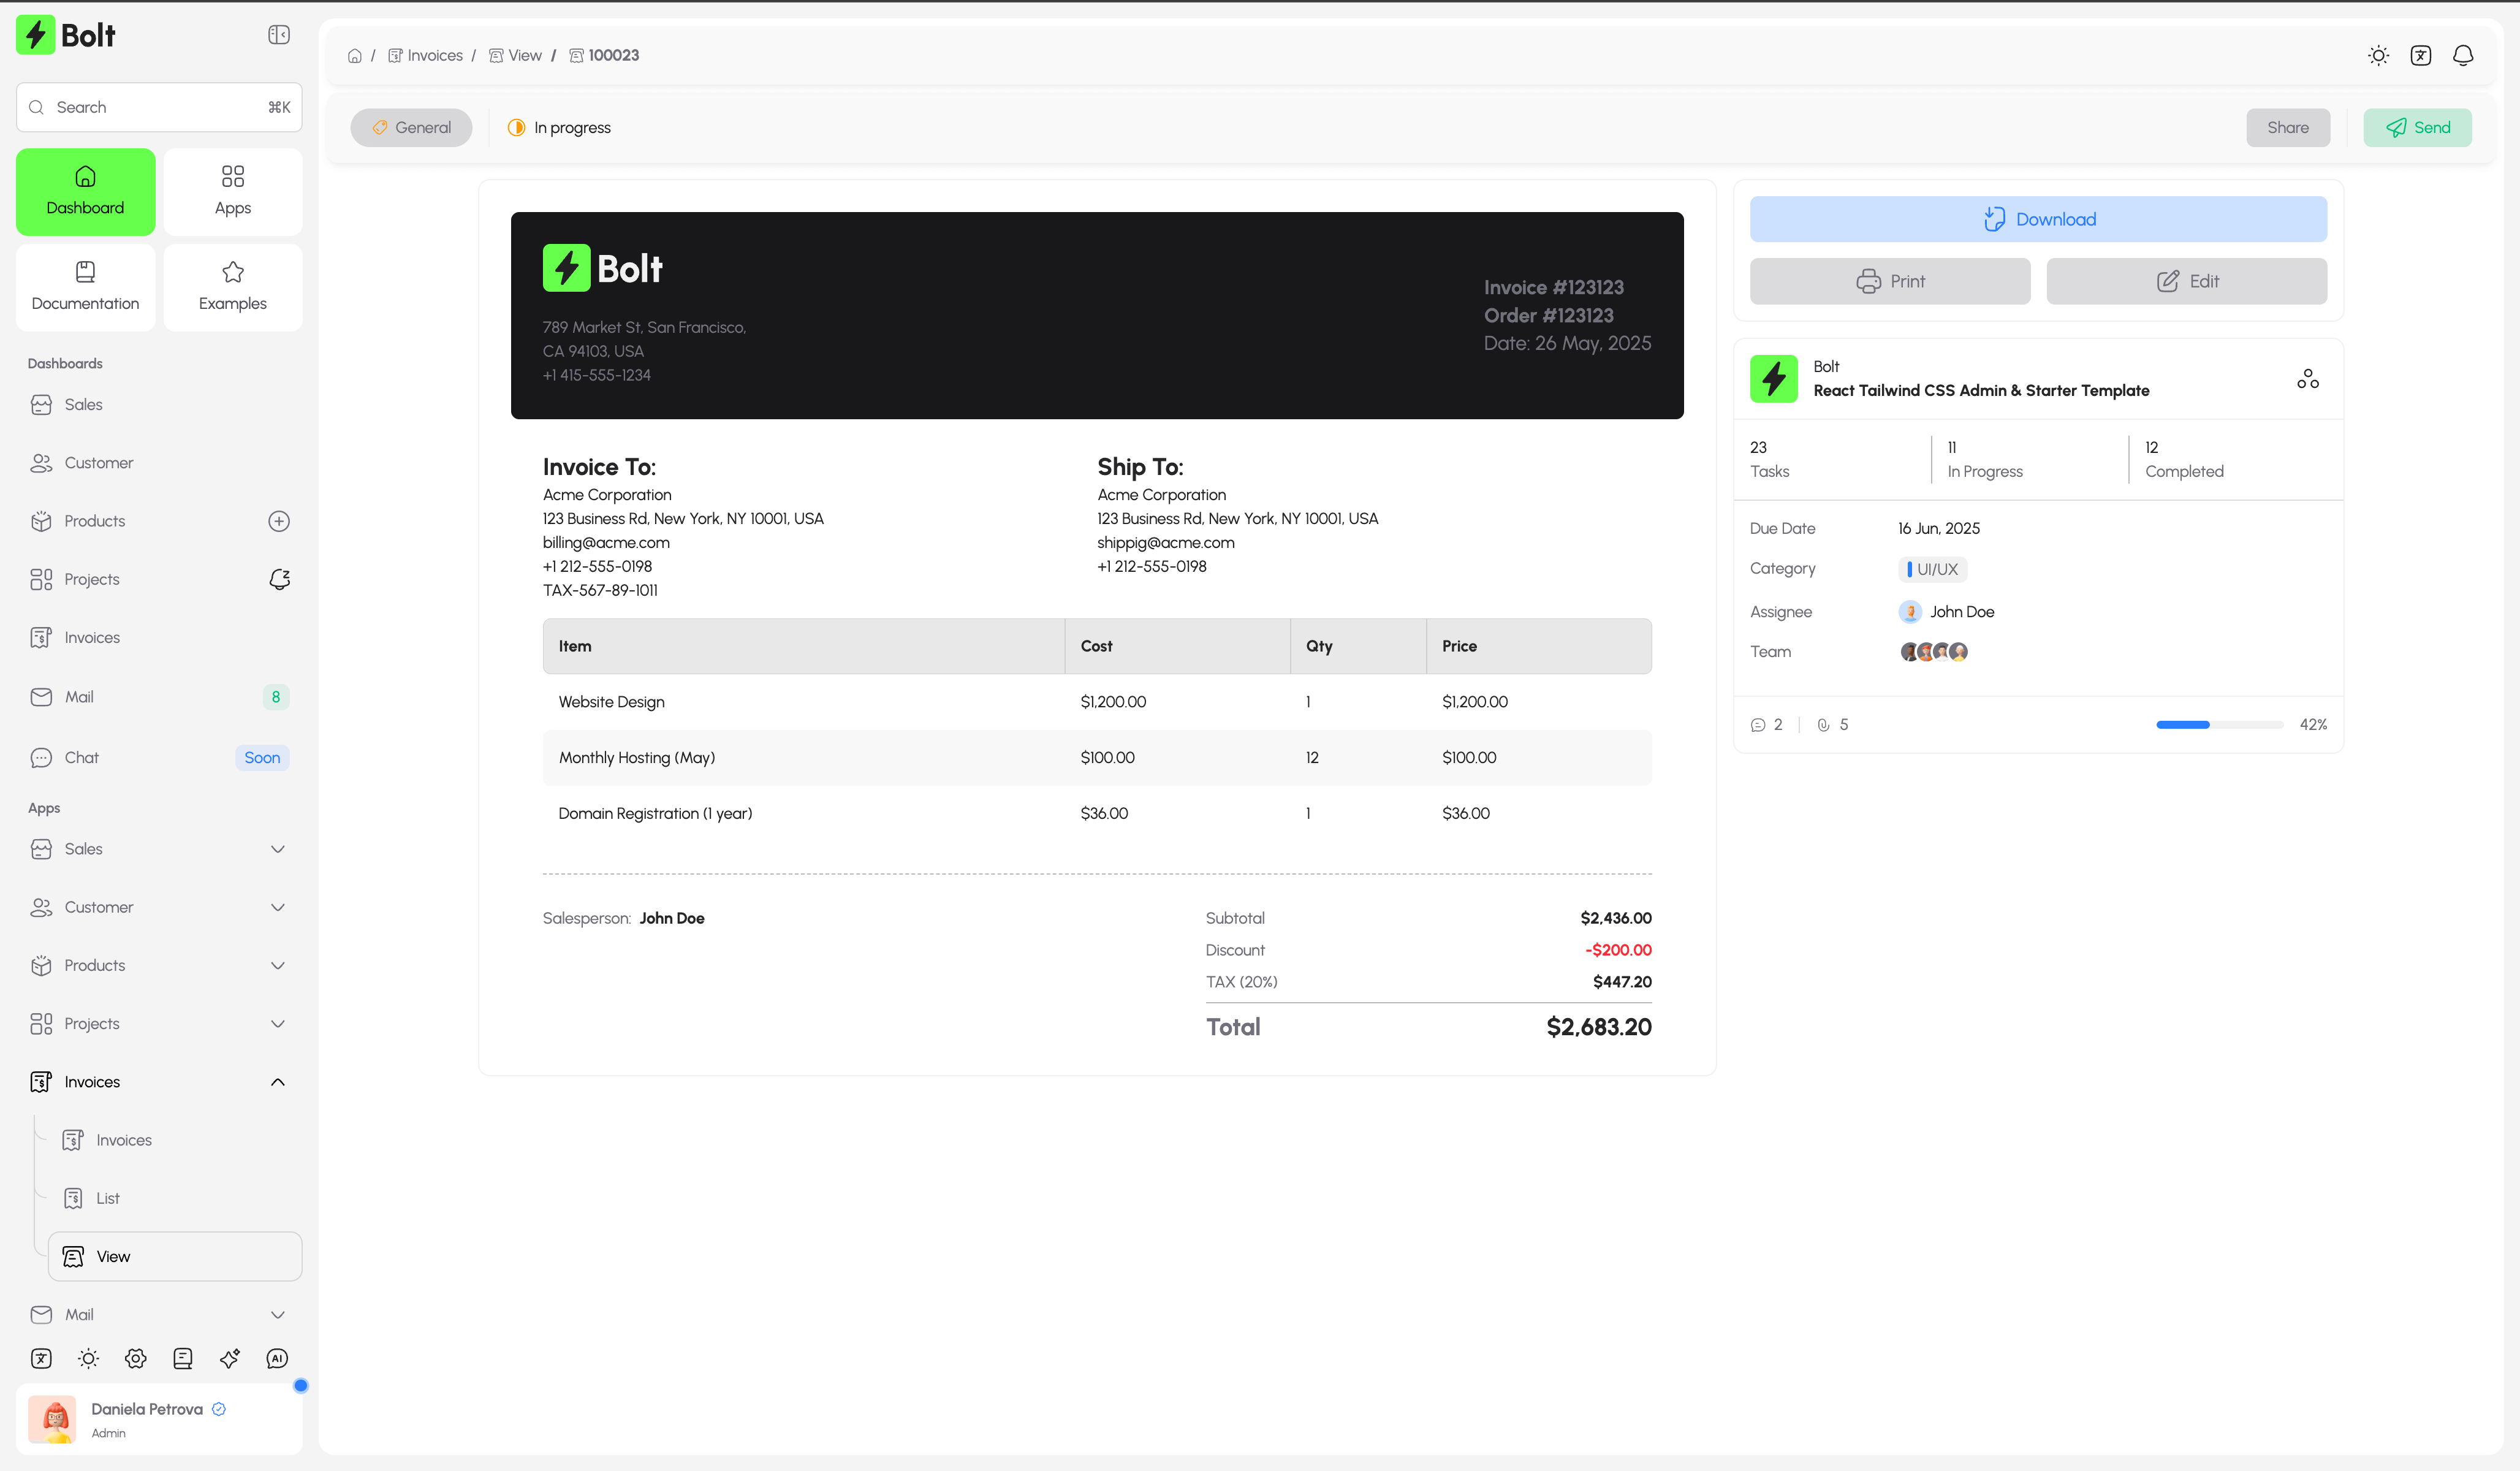 Bolt
Search ⌘K
Dashboard
Apps
Documentation
Examples
Dashboards
Sales
Customer
Products
Projects
Invoices
Mail 8
Chat Soon
Apps
Sales
Customer
Products
Projects
Invoices
Invoices
List
View
Mail
AI
Daniela Petrova
Admin
/ Invoices / View / 100023
General
In progress
Share
Send
Bolt
789 Market St, San Francisco,
CA 94103, USA
+1 415-555-1234
Invoice #123123
Order #123123
Date: 26 May, 2025
Invoice To:
Acme Corporation
123 Business Rd, New York, NY 10001, USA
billing@acme.com
+1 212-555-0198
TAX-567-89-1011
Ship To:
Acme Corporation
123 Business Rd, New York, NY 10001, USA
shippig@acme.com
+1 212-555-0198
Item Cost Qty Price
Website Design $1,200.00 1 $1,200.00
Monthly Hosting (May) $100.00 12 $100.00
Domain Registration (1 year) $36.00 1 $36.00
Salesperson: John Doe
Subtotal $2,436.00
Discount -$200.00
TAX (20%) $447.20
Total $2,683.20
Download
Print
Edit
Bolt
React Tailwind CSS Admin & Starter Template
23
Tasks
11
In Progress
12
Completed
Due Date 16 Jun, 2025
Category UI/UX
Assignee John Doe
Team
2 5 42%